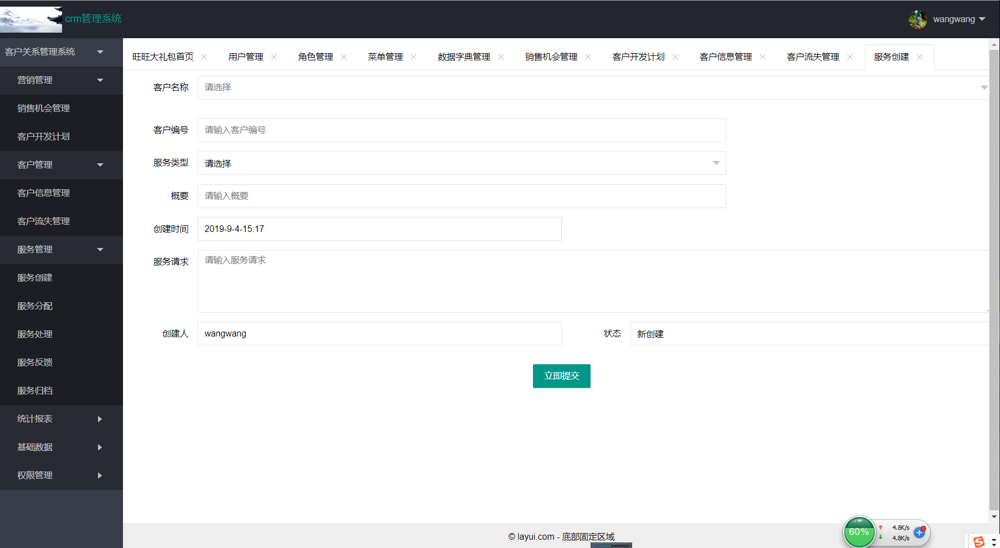 crm管理系统
wangwang
客户关系管理系统
营销管理
销售机会管理
客户开发计划
客户管理
客户信息管理
客户流失管理
服务管理
服务创建
服务分配
服务处理
服务反馈
服务归档
统计报表
基础数据
权限管理
旺旺大礼包首页 用户管理 角色管理 菜单管理 数据字典管理 销售机会管理 客户开发计划 客户信息管理 客户流失管理 服务创建
客户名称 请选择
客户编号 请输入客户编号
服务类型 请选择
概要 请输入概要
创建时间 2019-9-4-15:17
服务请求 请输入服务请求
创建人 wangwang 状态 新创建
立即提交
© layui.com - 底部固定区域
60%
4.8K/s
4.8K/s